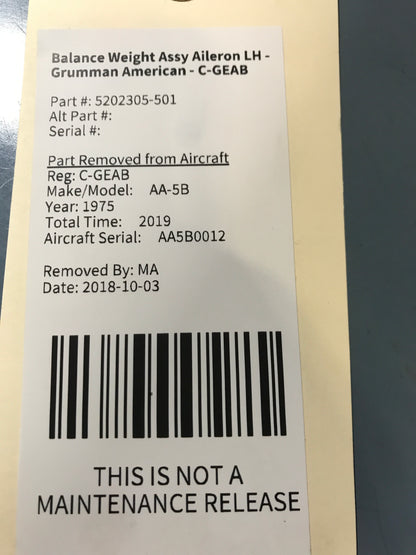 Balance Weight Assy Aileron LH -
Grumman American - C-GEAB
Part #: 5202305-501
Alt Part #:
Serial #:
Part Removed from Aircraft
Reg: C-GEAB
Make/Model: AA-5B
Year: 1975
Total Time: 2019
Aircraft Serial: AA5B0012
Removed By: MA
Date: 2018-10-03
THIS IS NOT A
MAINTENANCE RELEASE